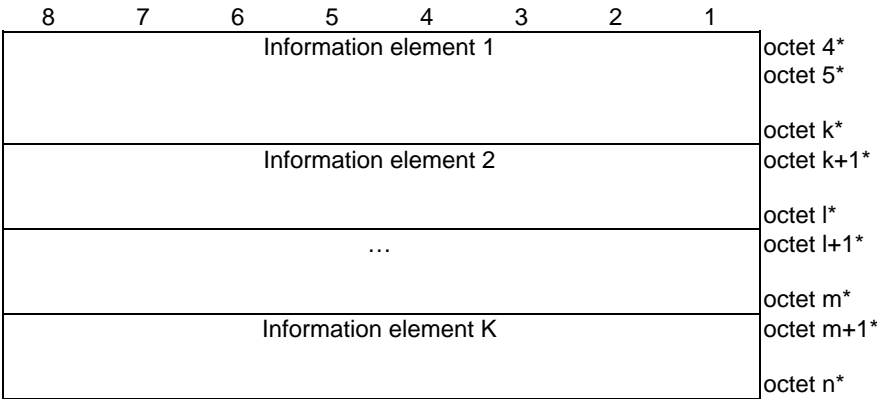 8 7 6 5 4 3 2 1
Information element 1 octet 4*
octet 5*
octet k*
Information element 2 octet k+1*
octet l*
… octet l+1*
octet m*
Information element K octet m+1*
octet n*